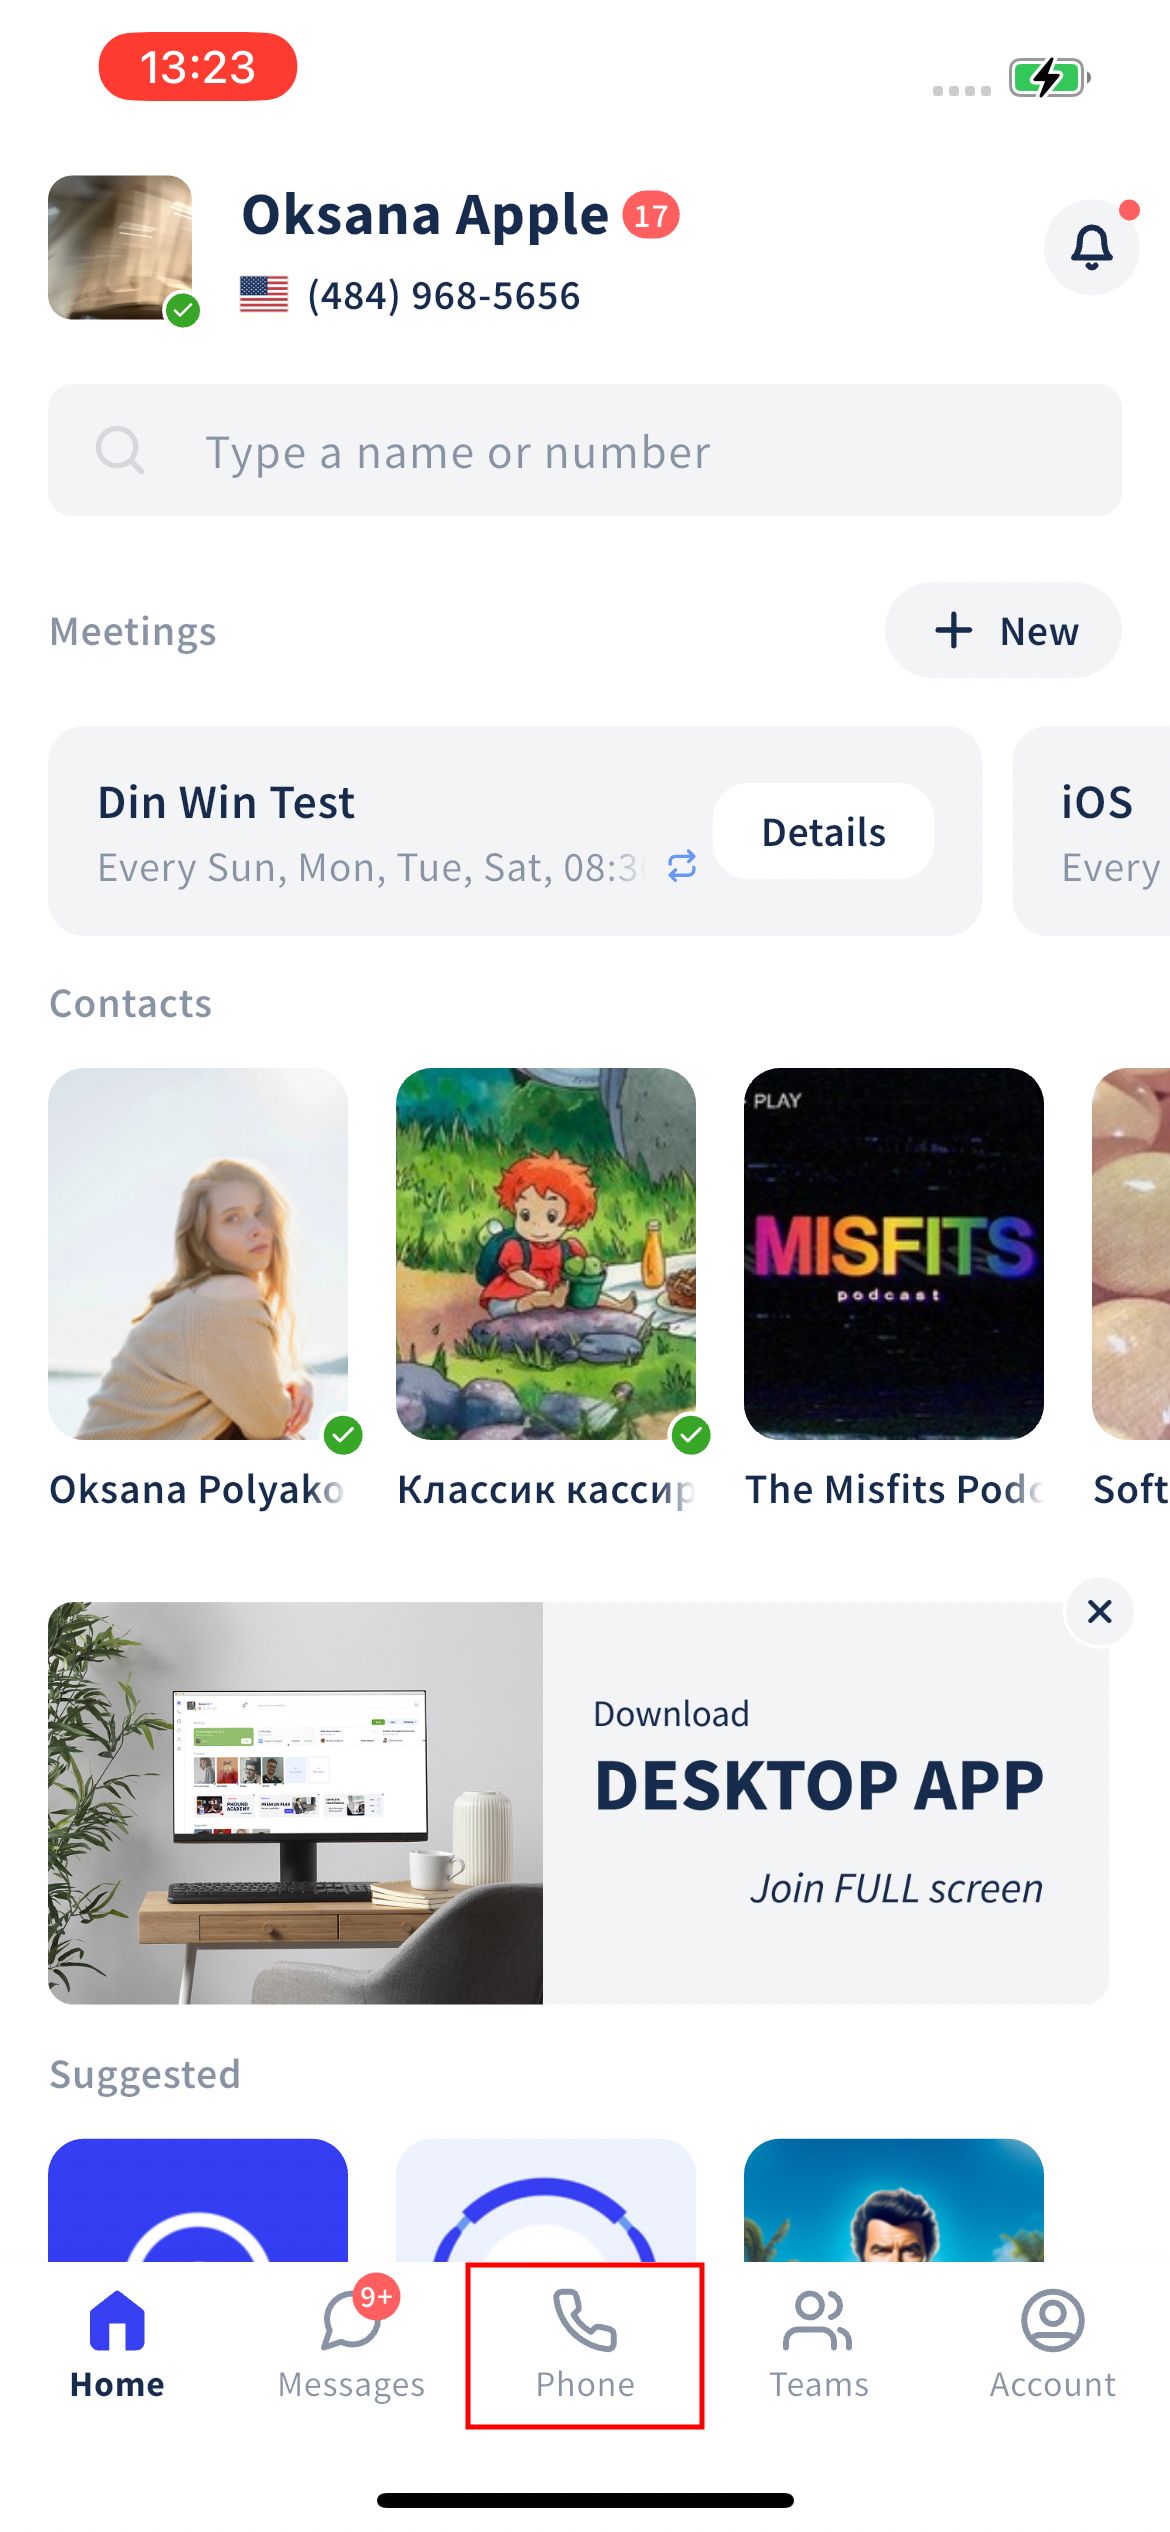 13:23
Oksana Apple 17
(484) 968-5656
Type a name or number
Meetings
+ New
Din Win Test
Every Sun, Mon, Tue, Sat, 08:3
Details
iOS
Every
Contacts
PLAY
MISFITS
podcast
Oksana Polyako
Классик кассир
The Misfits Podc
Soft
Download
DESKTOP APP
Join FULL screen
Suggested
9+
Home
Messages
Phone
Teams
Account